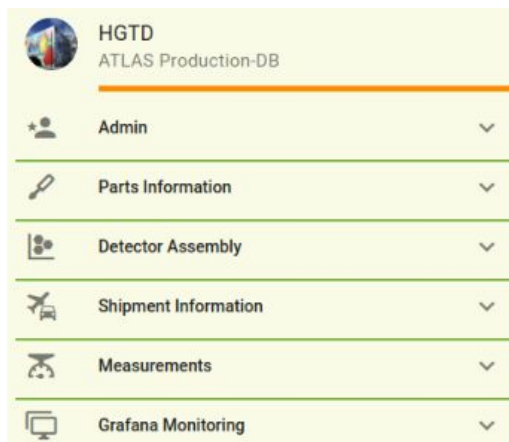 HGTD
ATLAS Production-DB
Admin
Parts Information
Detector Assembly
Shipment Information
Measurements
Grafana Monitoring